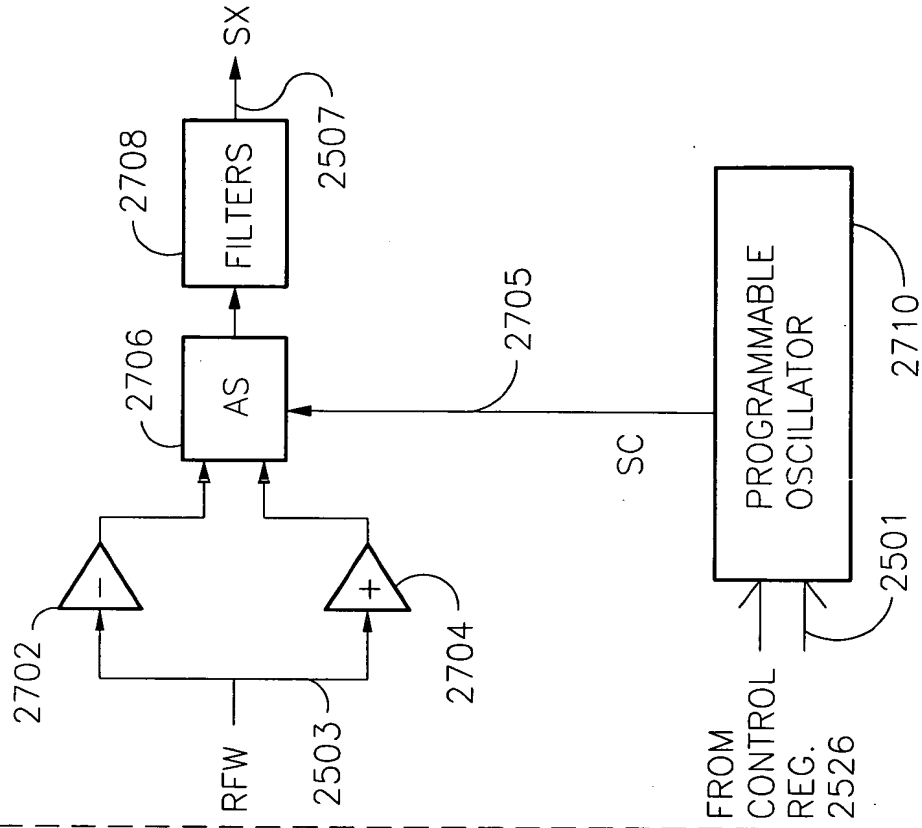 2702
-
RFW
2503
+
2704
2706
AS
2708
FILTERS
SX
2507
2705
SC
FROM
CONTROL
REG.
2526
2501
PROGRAMMABLE
OSCILLATOR
2710